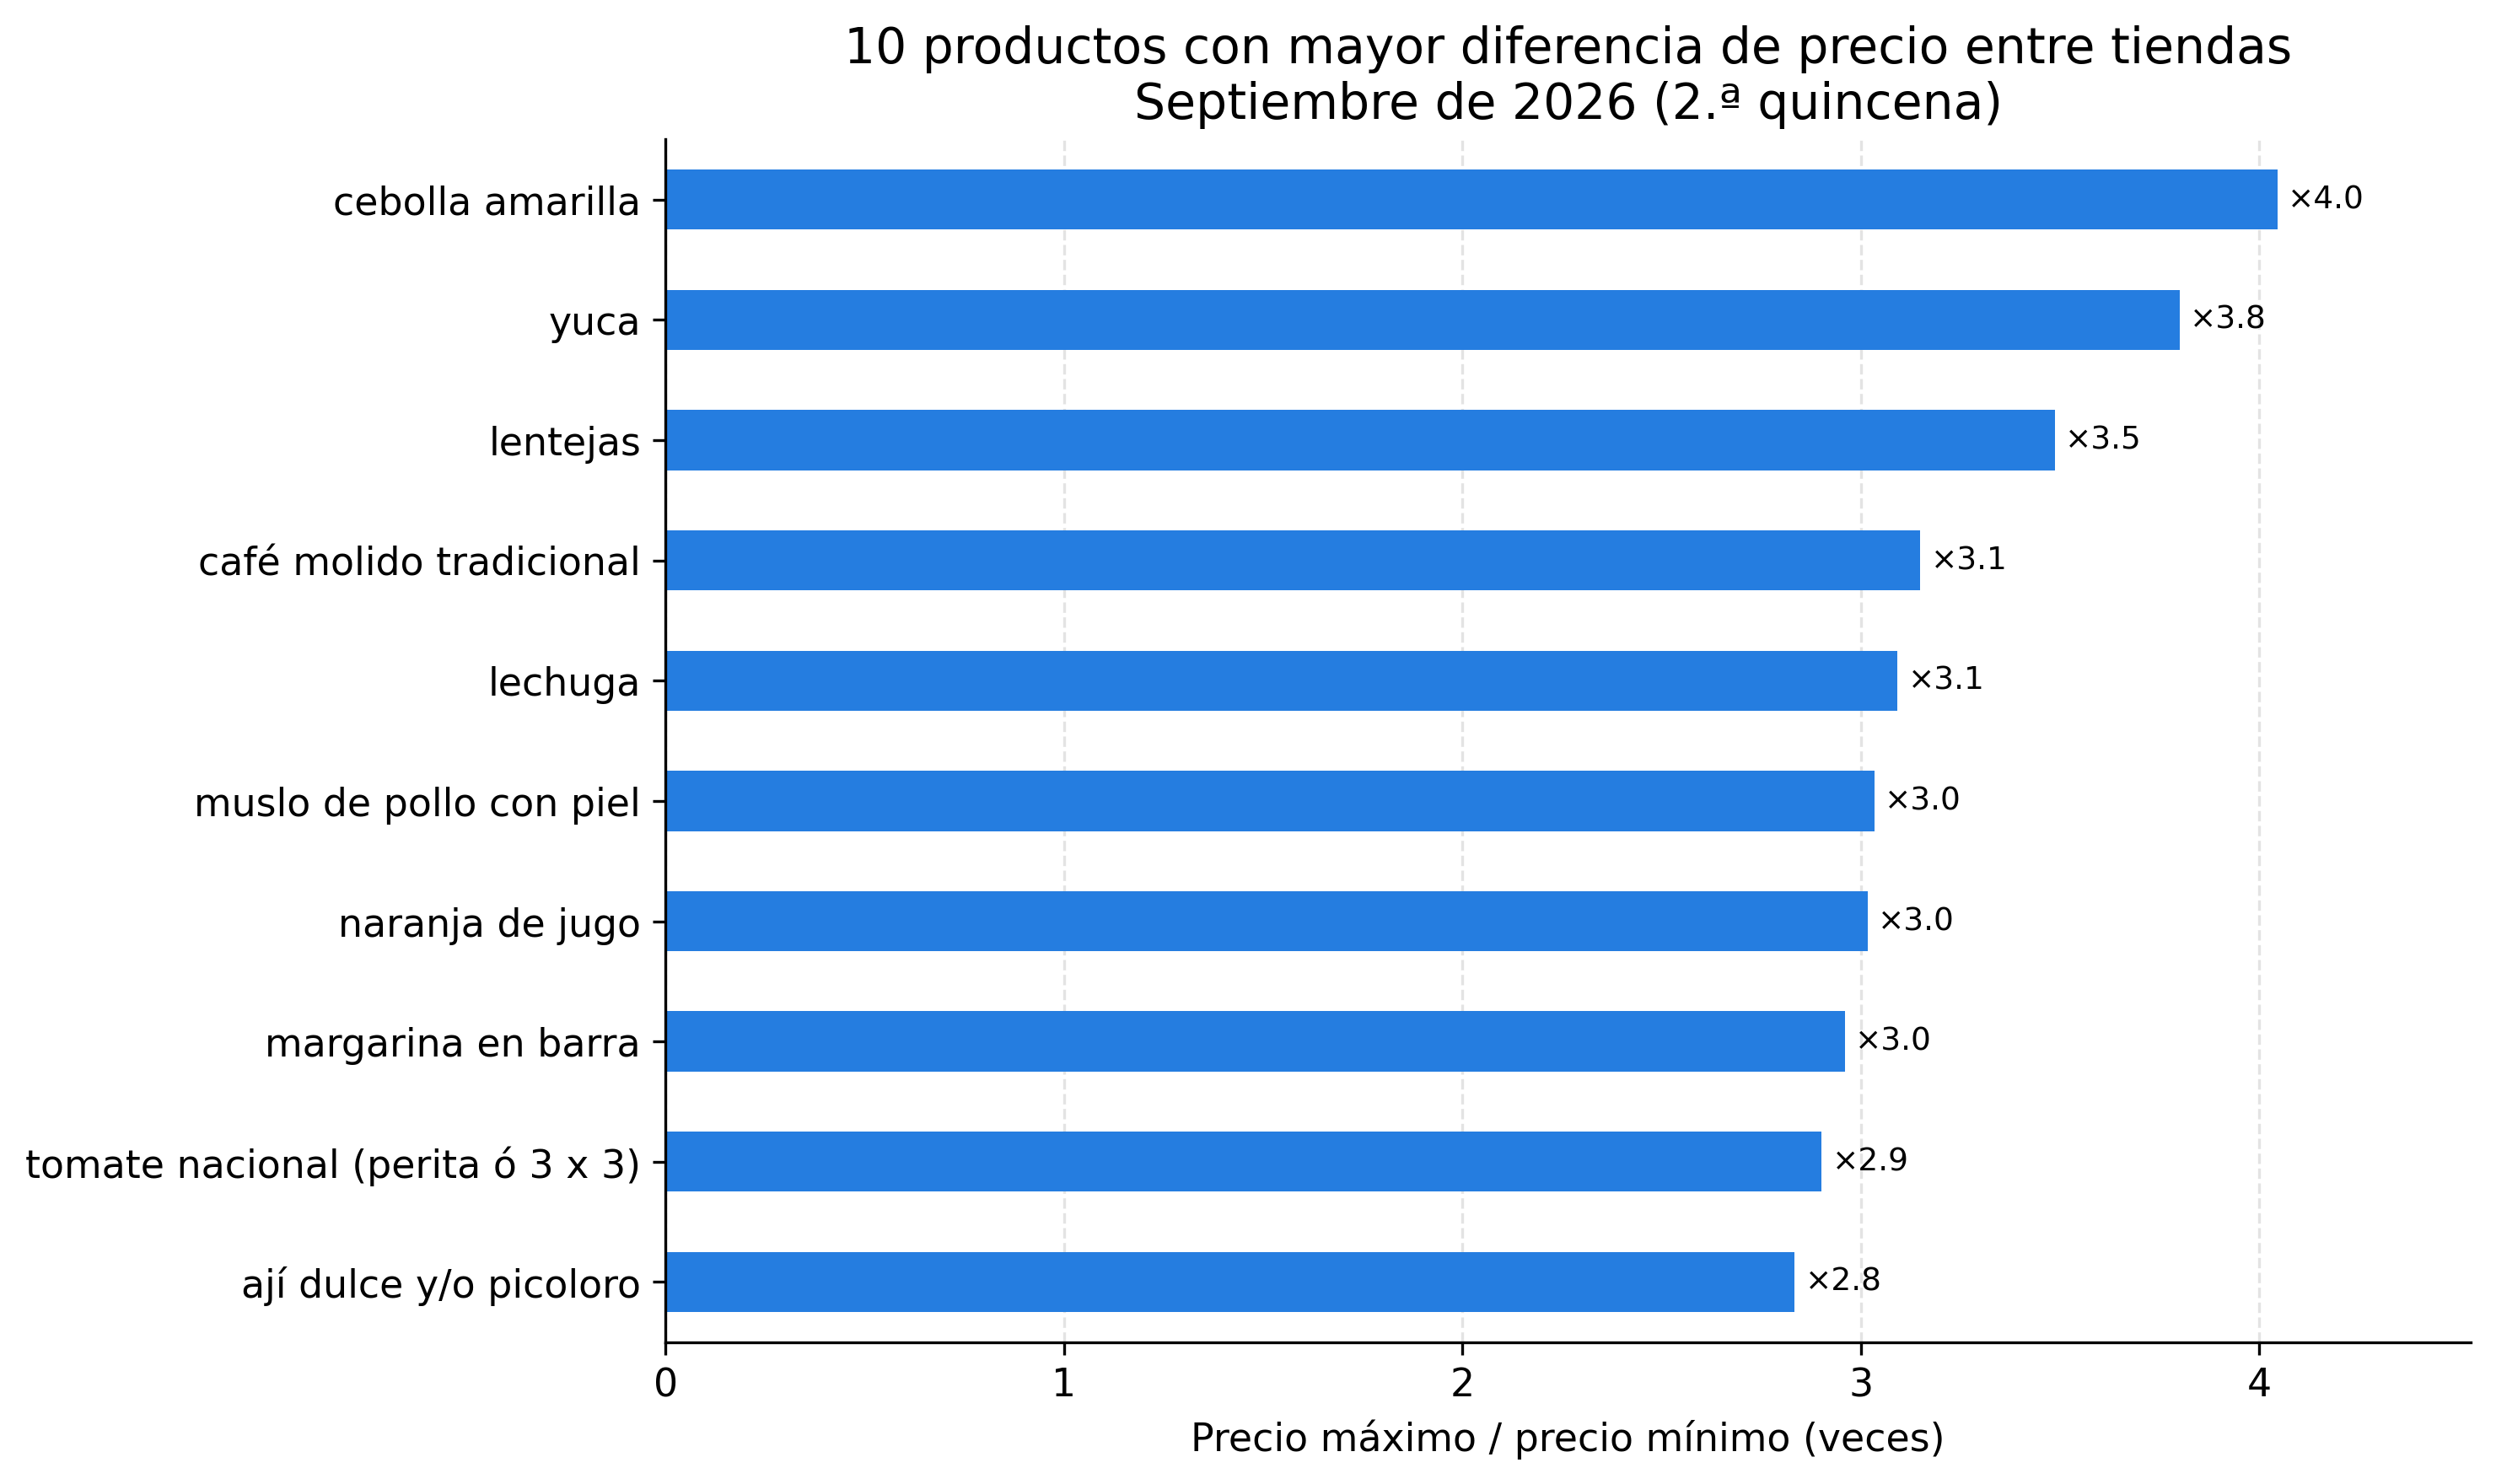 10 productos con mayor diferencia de precio entre tiendas
Septiembre de 2026 (2.ª quincena)
cebolla amarilla ×4.0
yuca ×3.8
lentejas ×3.5
café molido tradicional ×3.1
lechuga ×3.1
muslo de pollo con piel ×3.0
naranja de jugo ×3.0
margarina en barra ×3.0
tomate nacional (perita ó 3 x 3) ×2.9
ají dulce y/o picoloro ×2.8
0 1 2 3 4
Precio máximo / precio mínimo (veces)